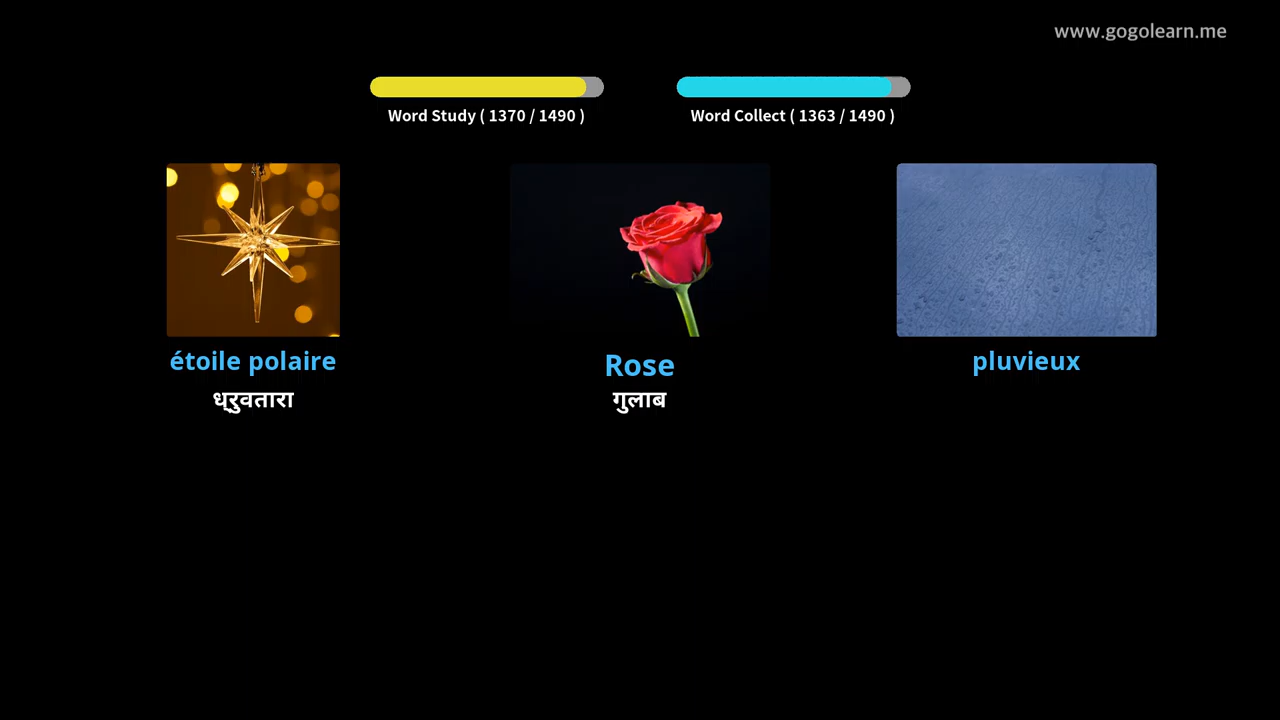 www.gogolearn.me
Word Study ( 1370 / 1490 )
Word Collect ( 1363 / 1490 )
étoile polaire
ध्रुवतारा
Rose
गुलाब
pluvieux